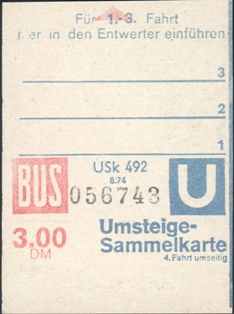 Für 1.-3. Fahrt
hier in den Entwerter einführen
3
2
1
USk 492
8.74
BUS
056743
U
3.00
DM
Umsteige-
Sammelkarte
4. Fahrt umseitig